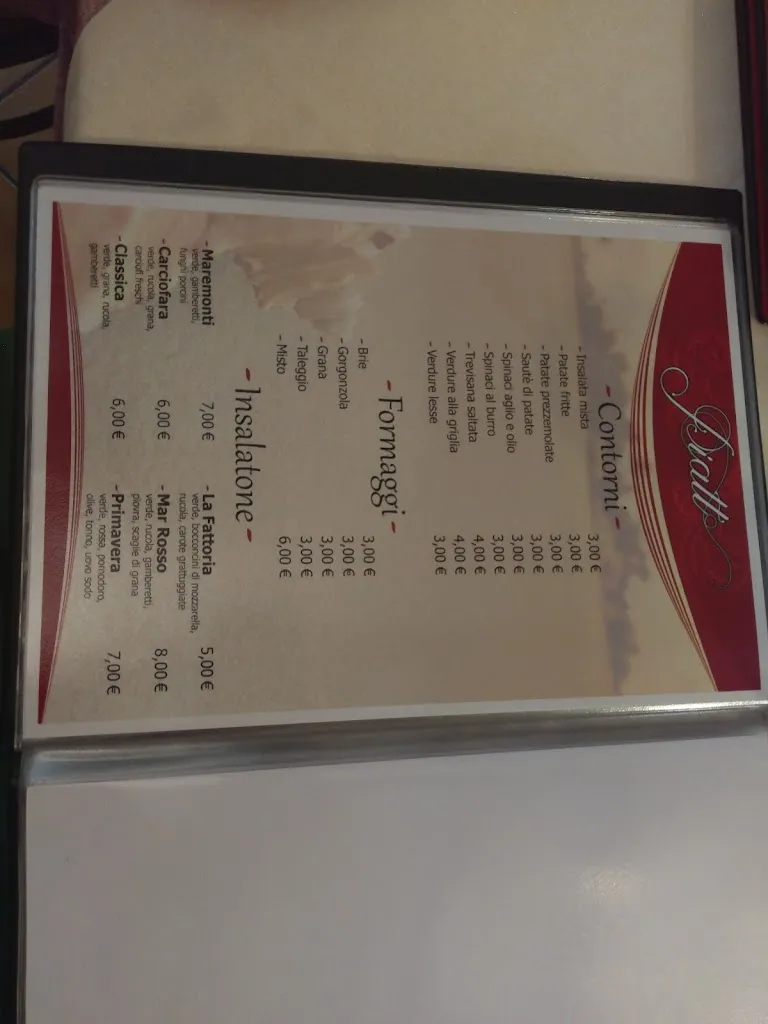 I Piatti
- Contorni -
- Insalata mista 3,00 €
- Patate fritte 3,00 €
- Patate prezzemolate 3,00 €
- Sautè di patate 3,00 €
- Spinaci aglio e olio 3,00 €
- Spinaci al burro 3,00 €
- Trevisana saltata 4,00 €
- Verdure alla griglia 4,00 €
- Verdure lesse 3,00 €
- Formaggi -
- Brie 3,00 €
- Gorgonzola 3,00 €
- Grana 3,00 €
- Taleggio 3,00 €
- Misto 6,00 €
- Insalatone -
- Maremonti 7,00 €
verde, gamberetti,
funghi porcini
- Carciofara 6,00 €
verde, rucola, grana,
carciofi freschi
- Classica 6,00 €
verde, grana, rucola,
gamberetti
- La Fattoria 5,00 €
verde, bocconcini di mozzarella,
rucola, carote grattuggiate
- Mar Rosso 8,00 €
verde, rucola, gamberetti,
piovra, scaglie di grana
- Primavera 7,00 €
verde, rossa, pomodoro,
olive, tonno, uovo sodo